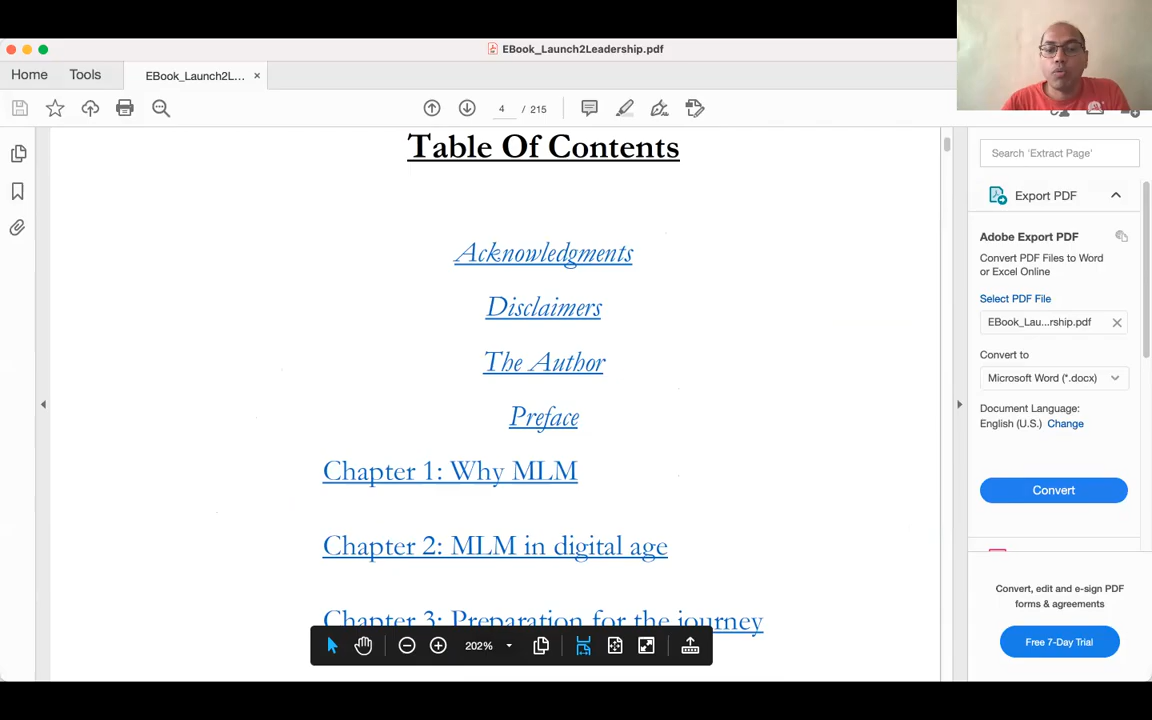 EBook_Launch2Leadership.pdf
Home
Tools
EBook_Launch2L...
4 / 215
Table Of Contents
Acknowledgments
Disclaimers
The Author
Preface
Chapter 1: Why MLM
Chapter 2: MLM in digital age
Chapter 3: Preparation for the journey
202%
Search 'Extract Page'
Export PDF
Adobe Export PDF
Convert PDF Files to Word
or Excel Online
Select PDF File
EBook_Lau...rship.pdf
Convert to
Microsoft Word (*.docx)
Document Language:
English (U.S.) Change
Convert
Convert, edit and e-sign PDF
forms & agreements
Free 7-Day Trial